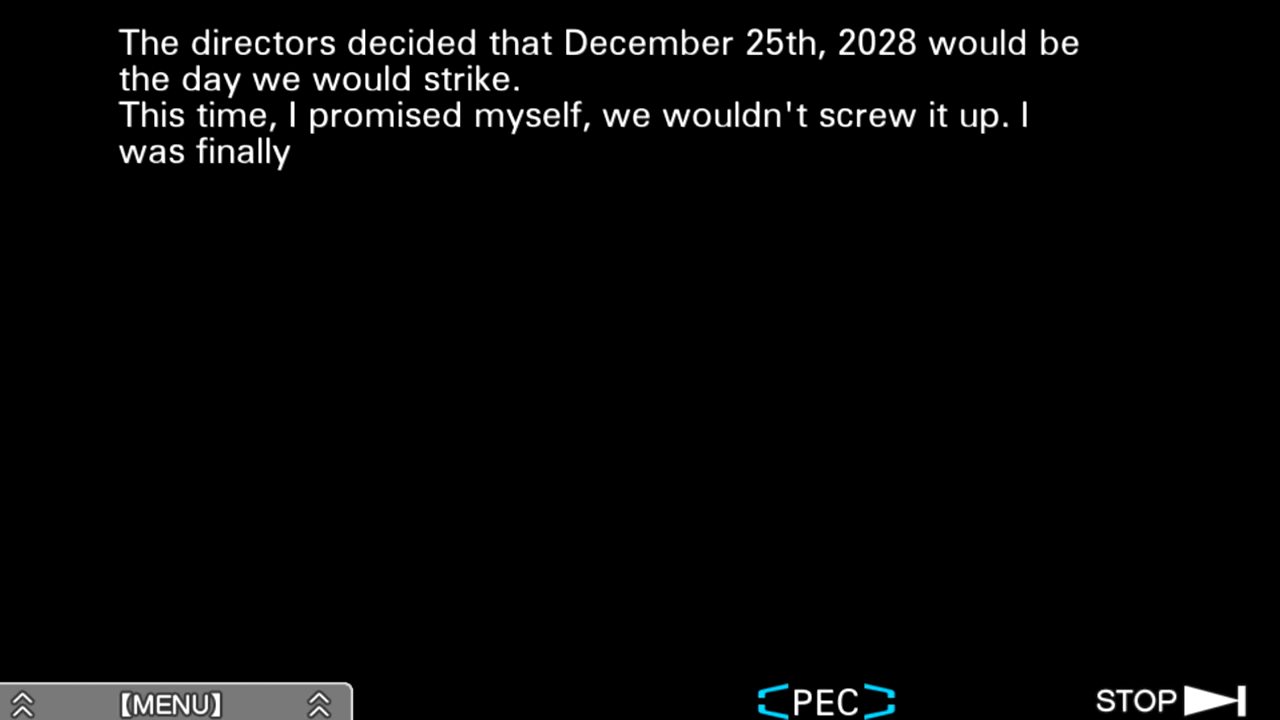 The directors decided that December 25th, 2028 would be
the day we would strike.
This time, I promised myself, we wouldn't screw it up. I
was finally
【MENU】
PEC
STOP